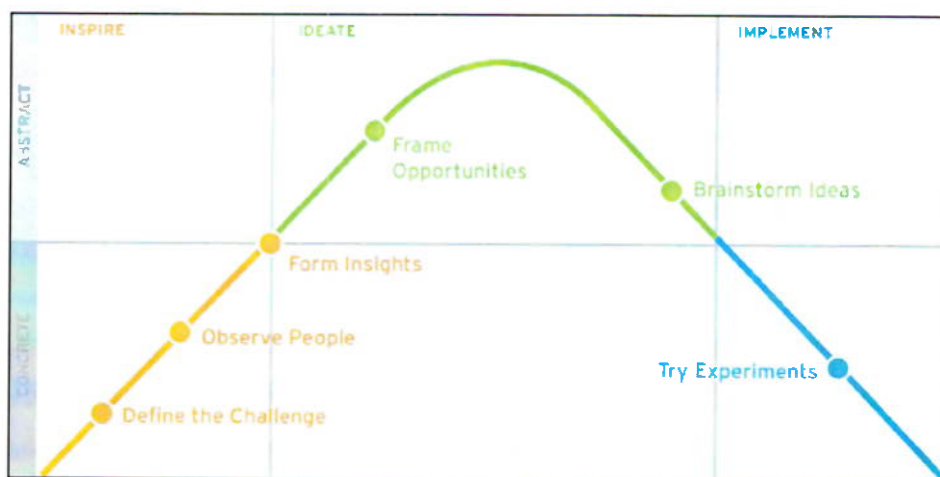 INSPIRE
IDEATE
IMPLEMENT
ABSTRACT
Frame
Opportunities
Brainstorm Ideas
Form Insights
CONCRETE
Observe People
Try Experiments
Define the Challenge